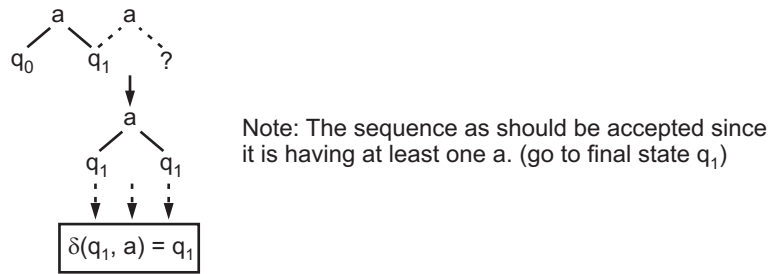 a a
q₀ q₁ ?
a
Note: The sequence as should be accepted since
it is having at least one a. (go to final state q₁)
q₁ q₁
δ(q₁, a) = q₁